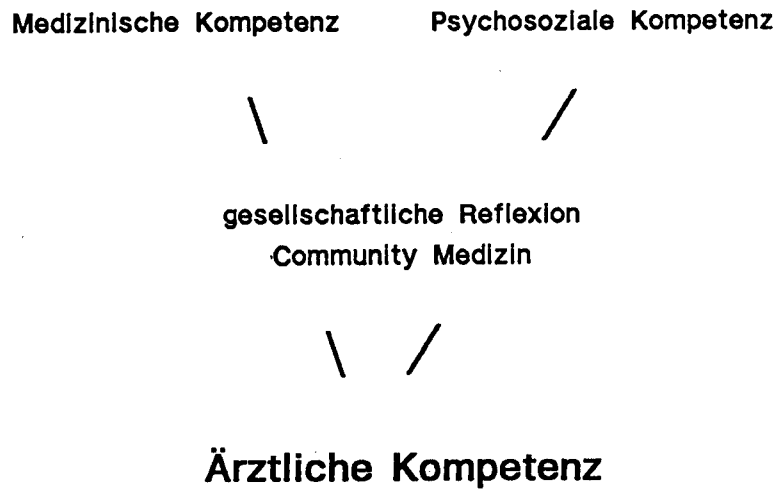 Medizinische Kompetenz Psychosoziale Kompetenz
gesellschaftliche Reflexion
Community Medizin
Ärztliche Kompetenz